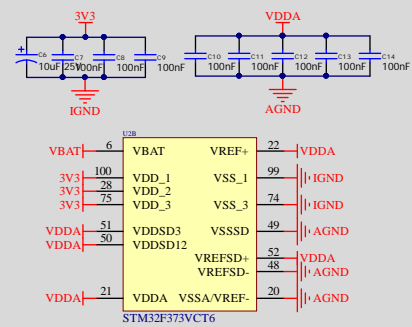 3V3 VDDA
C6 C7 C8 C9 C10 C11 C12 C13 C14
10uF 25V 100nF 100nF 100nF 100nF 100nF 100nF 100nF 100nF
IGND AGND
U2B
VBAT 6 VBAT VREF+ 22 VDDA
3V3 100 VDD_1 VSS_1 99 IGND
3V3 28 VDD_2
3V3 75 VDD_3 VSS_3 74 IGND
VDDA 51 VDDSD3 VSSSD 49 AGND
VDDA 50 VDDSD12
VREFSD+ 52 VDDA
VREFSD- 48 AGND
VDDA 21 VDDA VSSA/VREF- 20 AGND
STM32F373VCT6